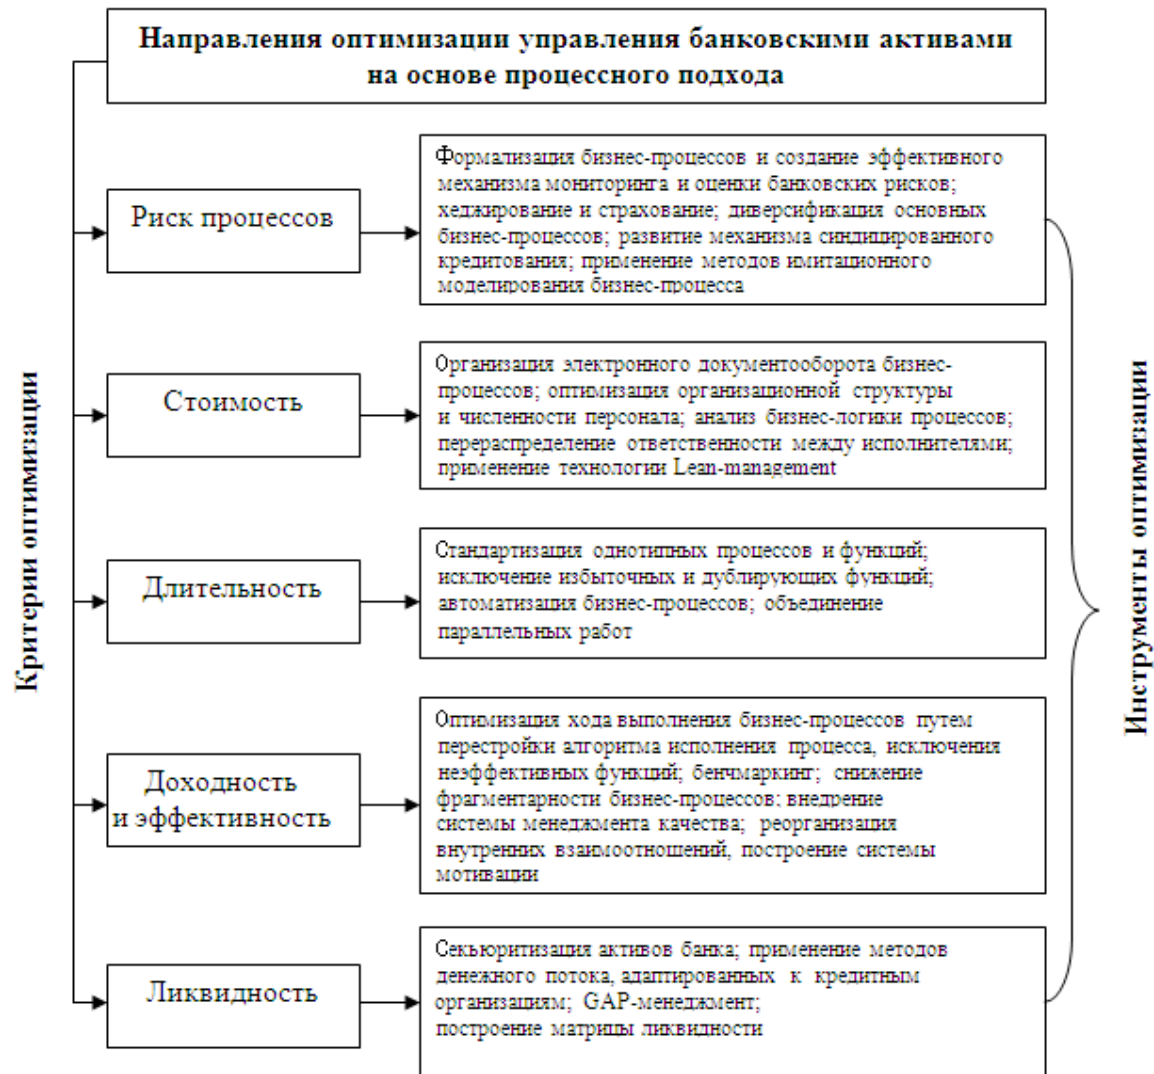 Направления оптимизации управления банковскими активами
на основе процессного подхода
Критерии оптимизации
Риск процессов
Формализация бизнес-процессов и создание эффективного
механизма мониторинга и оценки банковских рисков;
хеджирование и страхование; диверсификация основных
бизнес-процессов; развитие механизма синдицированного
кредитования; применение методов имитационного
моделирования бизнес-процесса
Стоимость
Организация электронного документооборота бизнес-
процессов; оптимизация организационной структуры
и численности персонала; анализ бизнес-логики процессов;
перераспределение ответственности между исполнителями;
применение технологии Lean-management
Длительность
Стандартизация однотипных процессов и функций;
исключение избыточных и дублирующих функций;
автоматизация бизнес-процессов; объединение
параллельных работ
Доходность
и эффективность
Оптимизация хода выполнения бизнес-процессов путем
перестройки алгоритма исполнения процесса, исключения
неэффективных функций; бенчмаркинг; снижение
фрагментарности бизнес-процессов; внедрение
системы менеджмента качества; реорганизация
внутренних взаимоотношений, построение системы
мотивации
Ликвидность
Секьюритизация активов банка; применение методов
денежного потока, адаптированных к кредитным
организациям; GAP-менеджмент;
построение матрицы ликвидности
Инструменты оптимизации